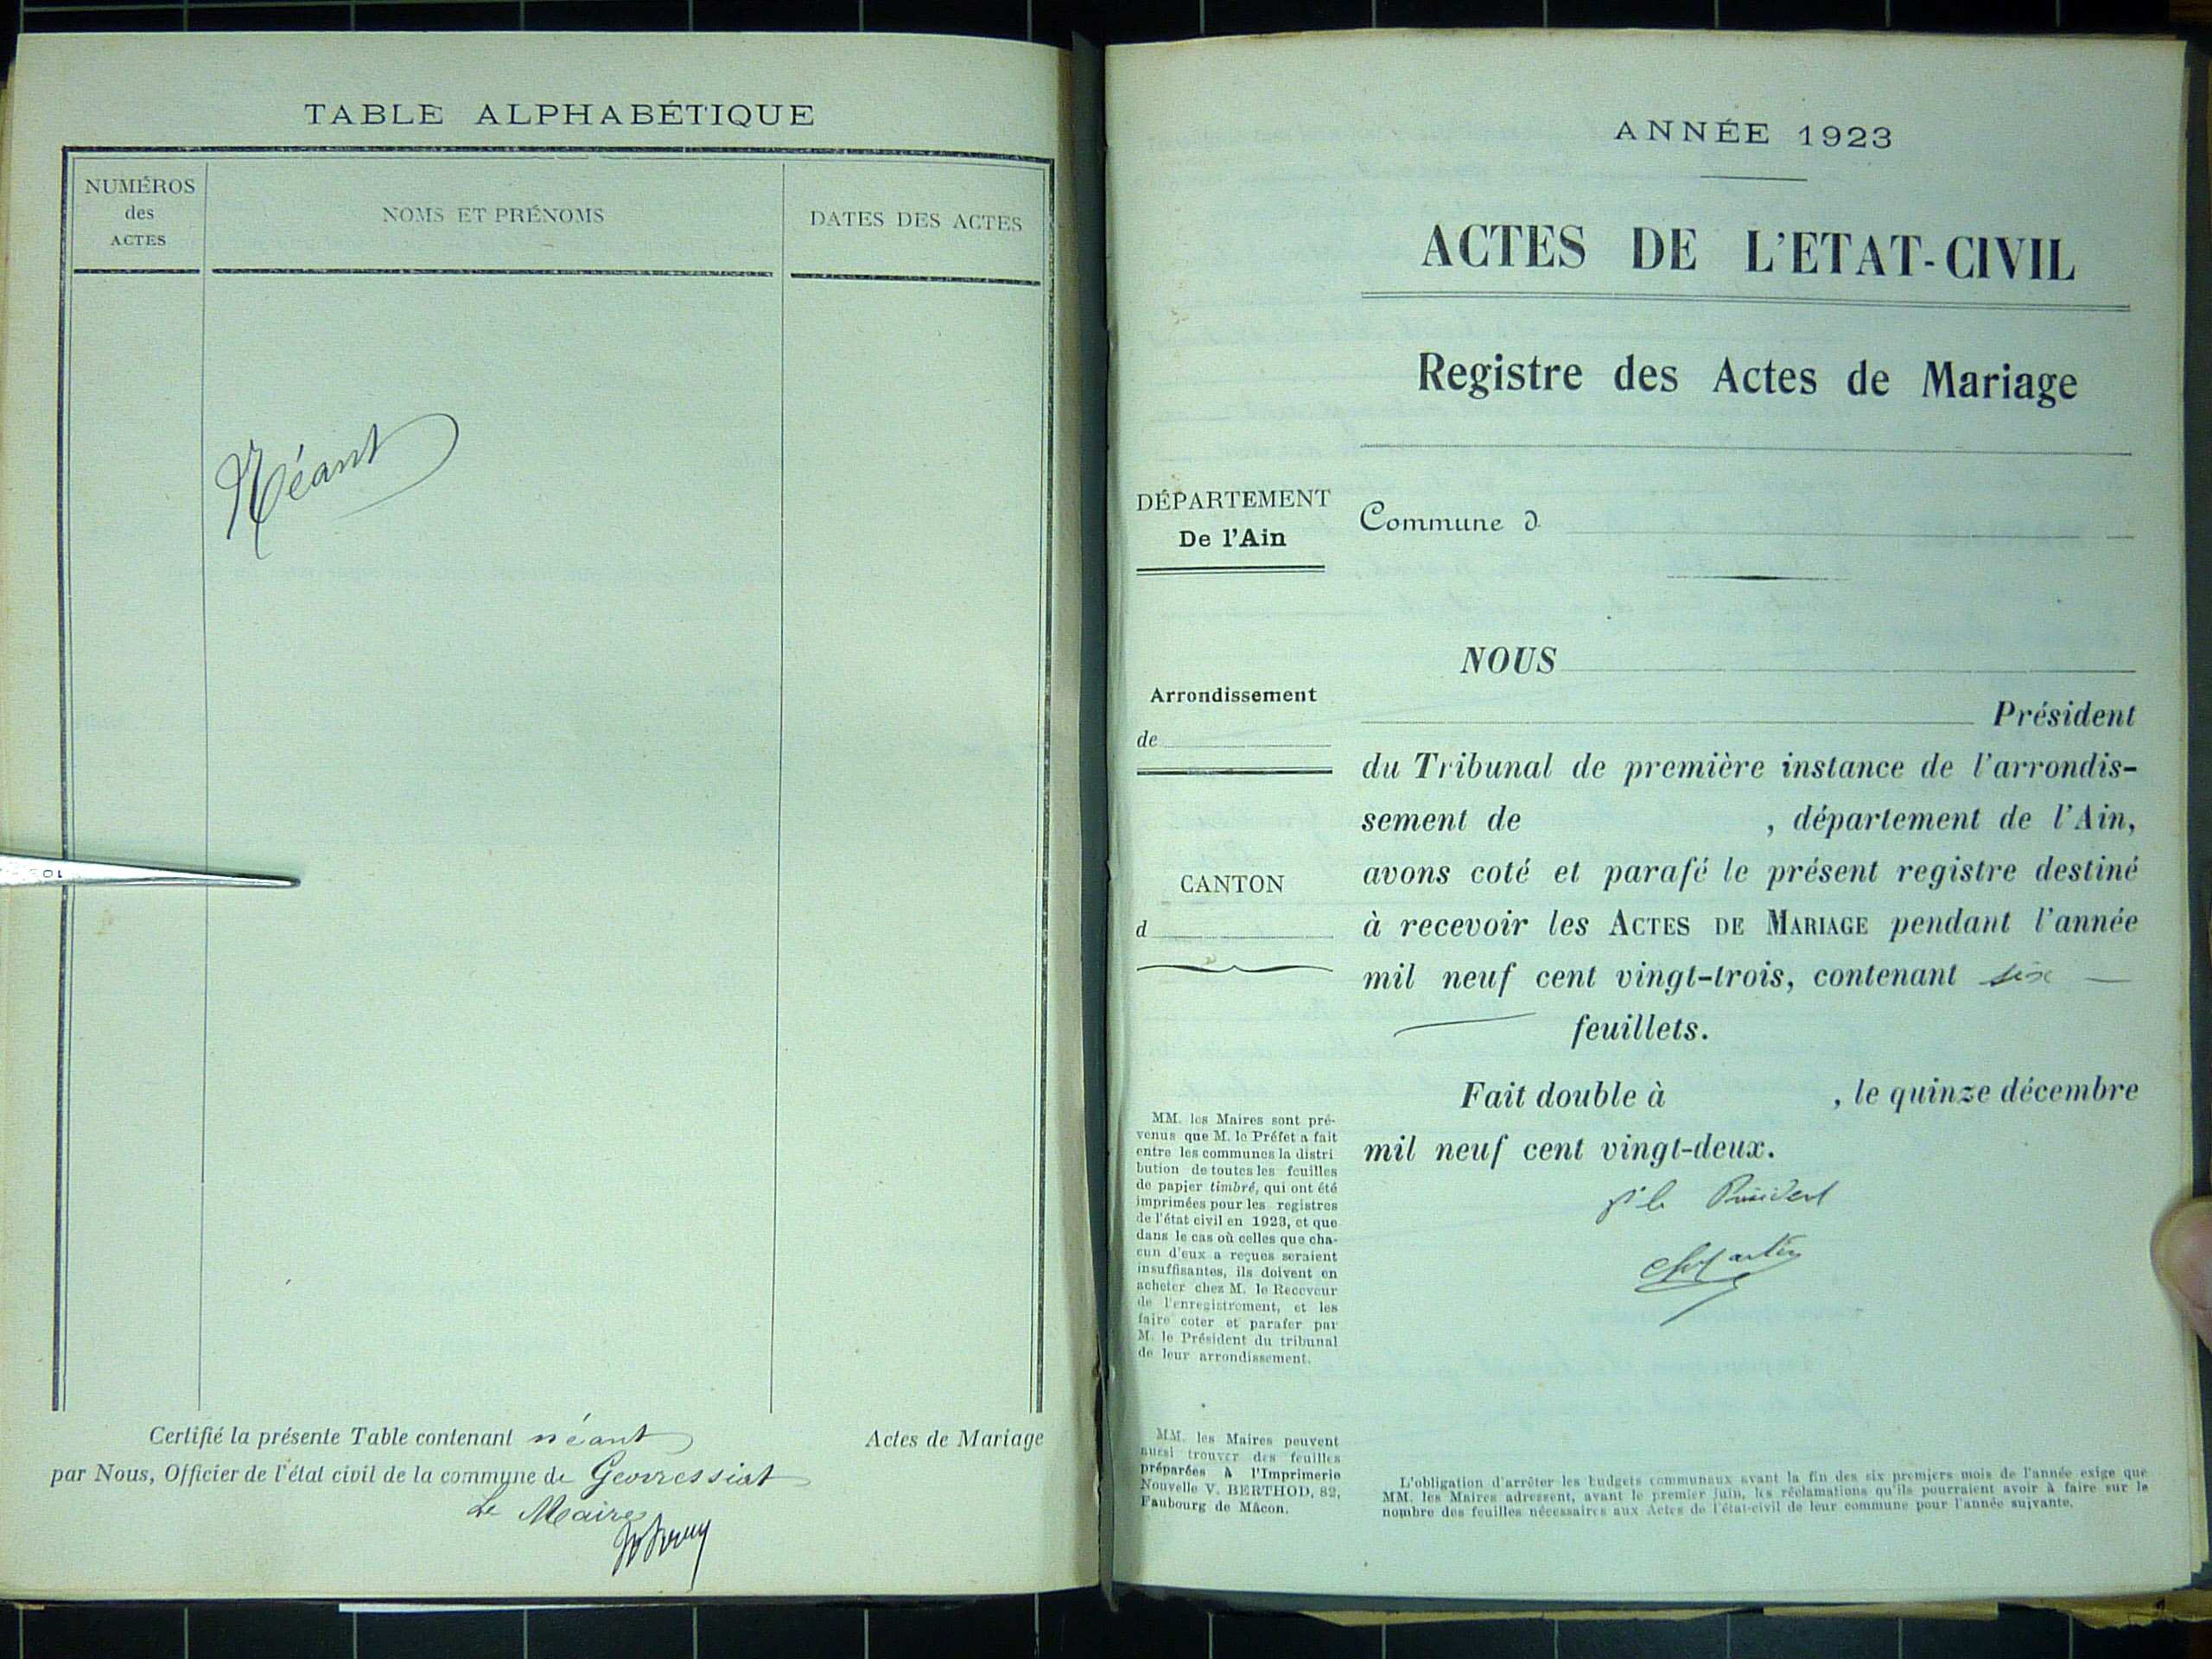 TABLE ALPHABÉTIQUE
NUMÉROS
des
ACTES
NOMS ET PRÉNOMS
DATES DES ACTES
Néant
10
Certifié la présente Table contenant néant Actes de Mariage
par Nous, Officier de l'état civil de la commune de Geovressiat
Le Maire
ANNÉE 1923
ACTES DE L'ETAT-CIVIL
Registre des Actes de Mariage
DÉPARTEMENT
De l'Ain
Commune d
Arrondissement
de
CANTON
d
NOUS
Président
du Tribunal de première instance de l'arrondis-
sement de , département de l'Ain,
avons coté et parafé le présent registre destiné
à recevoir les ACTES DE MARIAGE pendant l'année
mil neuf cent vingt-trois, contenant six
feuillets.
Fait double à , le quinze décembre
mil neuf cent vingt-deux.
le Président
MM. les Maires sont pré-
venus que M. le Préfet a fait
entre les communes la distri
bution de toutes les feuilles
de papier timbré, qui ont été
imprimées pour les registres
de l'état civil en 1923, et que
dans le cas où celles que cha-
cun d'eux a reçues seraient
insuffisantes, ils doivent en
acheter chez M. le Receveur
de l'enregistrement, et les
faire coter et parafer par
M. le Président du tribunal
de leur arrondissement.
MM. les Maires peuvent
aussi trouver des feuilles
préparées à l'Imprimerie
Nouvelle V. BERTHOD, 82,
Faubourg de Mâcon.
L'obligation d'arrêter les budgets communaux avant la fin des six premiers mois de l'année exige que
MM. les Maires adressent, avant le premier juin, les réclamations qu'ils pourraient avoir à faire sur le
nombre des feuilles nécessaires aux Actes de l'état-civil de leur commune pour l'année suivante.